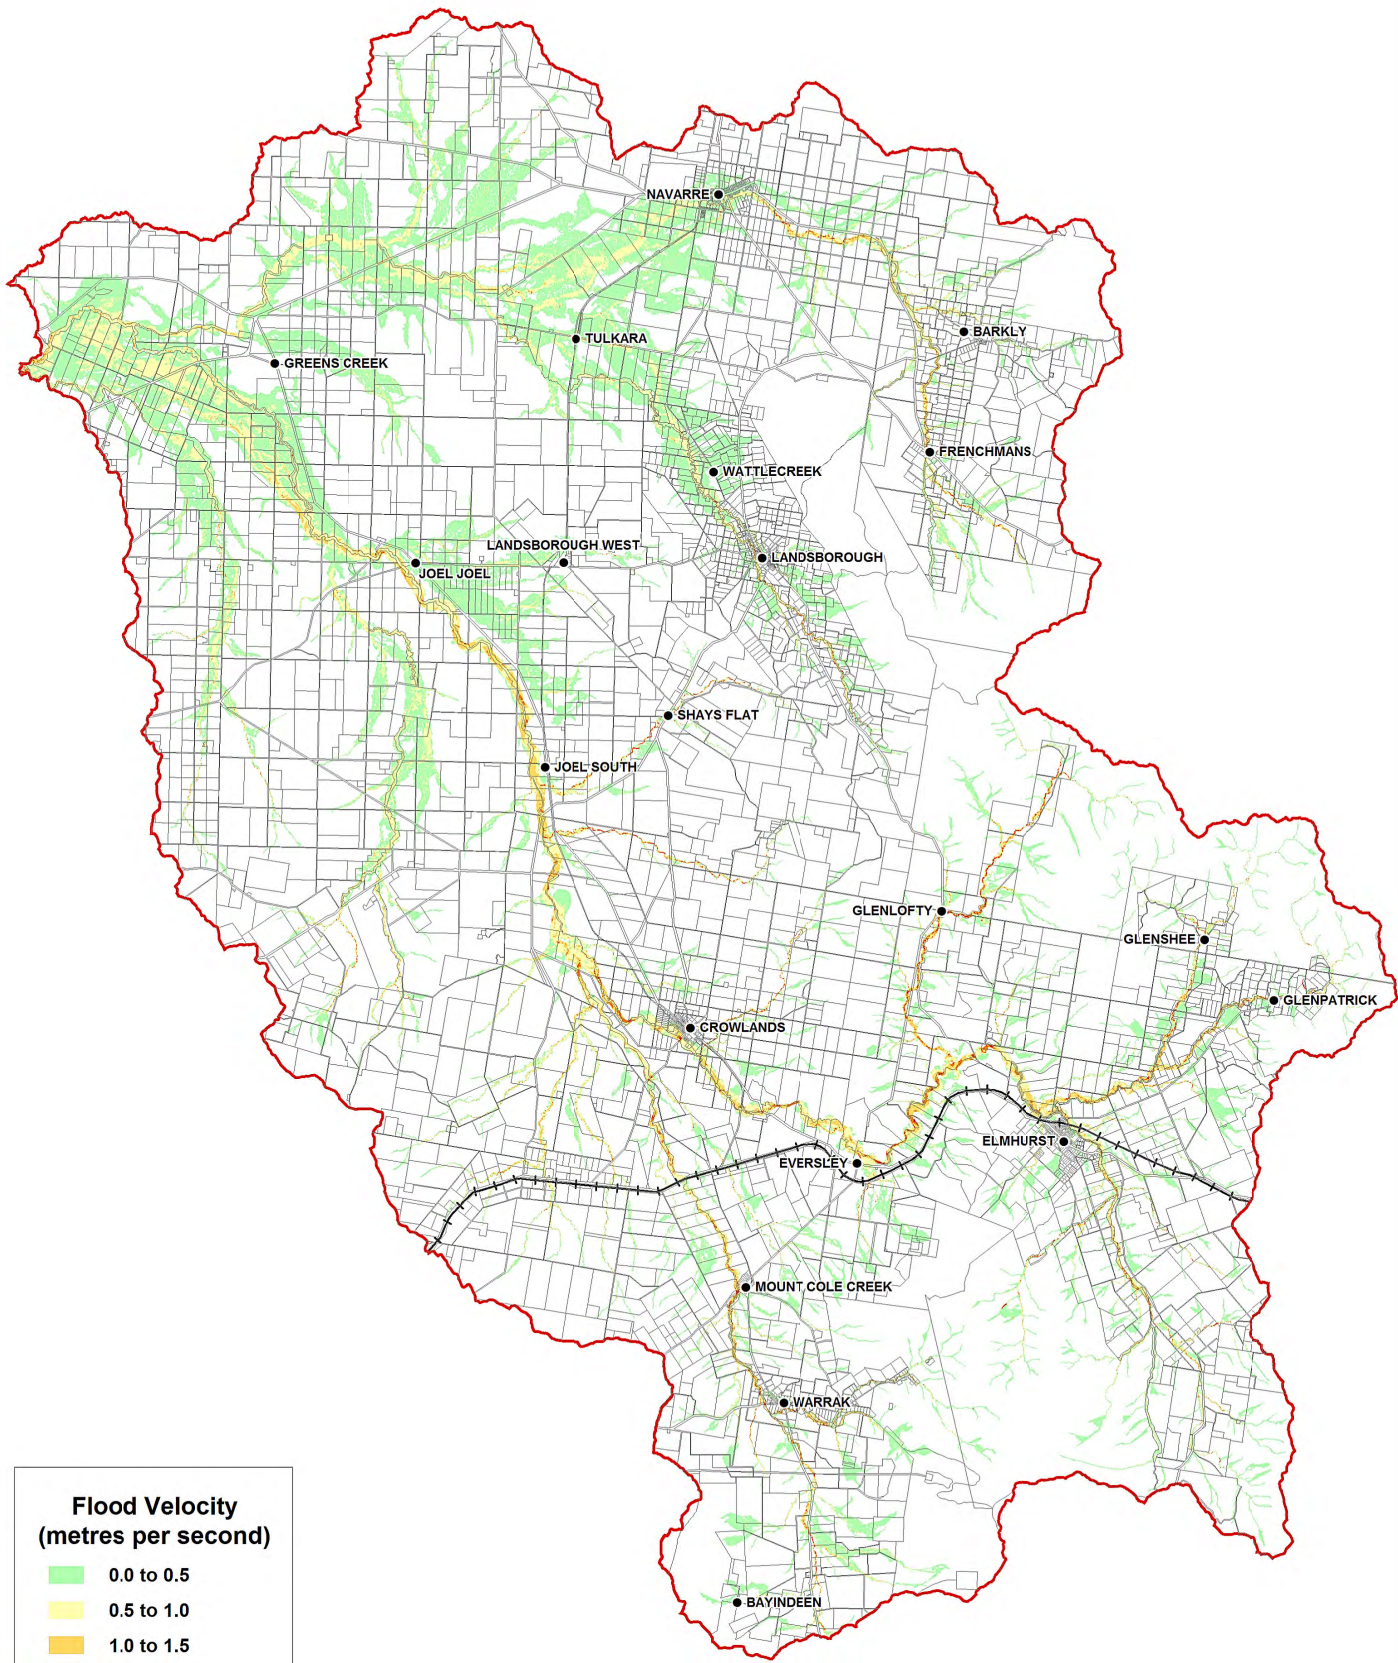 NAVARRE
BARKLY
TULKARA
GREENS CREEK
FRENCHMANS
WATTLECREEK
LANDSBOROUGH WEST
LANDSBOROUGH
JOEL JOEL
SHAYS FLAT
JOEL SOUTH
GLENLOFTY
GLENSHEE
GLENPATRICK
CROWLANDS
ELMHURST
EVERSLEY
MOUNT COLE CREEK
WARRAK
BAYINDEEN
Flood Velocity
(metres per second)
0.0 to 0.5
0.5 to 1.0
1.0 to 1.5